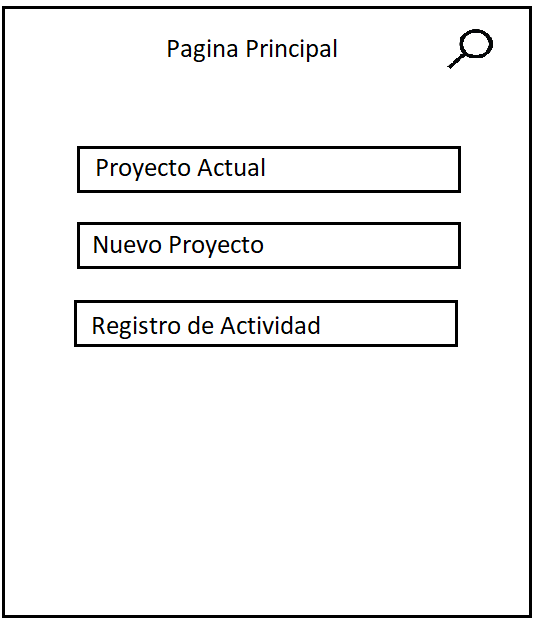 Pagina Principal
Proyecto Actual
Nuevo Proyecto
Registro de Actividad